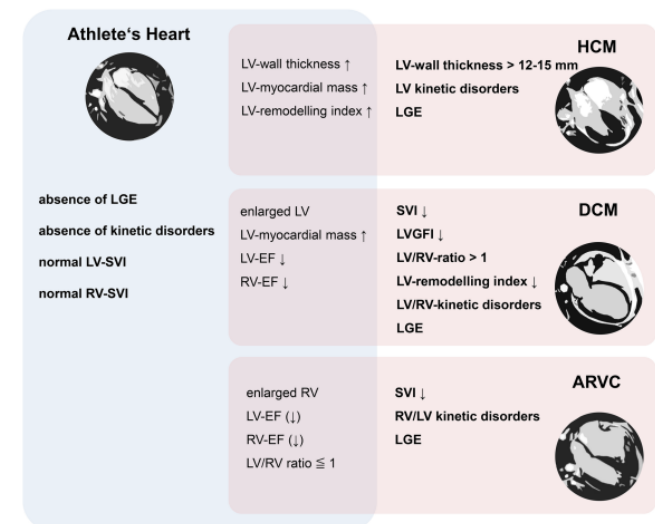 Athlete‘s Heart
absence of LGE
absence of kinetic disorders
normal LV-SVI
normal RV-SVI
HCM
LV-wall thickness ↑
LV-myocardial mass ↑
LV-remodelling index ↑
LV-wall thickness > 12-15 mm
LV kinetic disorders
LGE
DCM
enlarged LV
LV-myocardial mass ↑
LV-EF ↓
RV-EF ↓
SVI ↓
LVGFI ↓
LV/RV-ratio > 1
LV-remodelling index ↓
LV/RV-kinetic disorders
LGE
ARVC
enlarged RV
LV-EF (↓)
RV-EF (↓)
LV/RV ratio ≦ 1
SVI ↓
RV/LV kinetic disorders
LGE